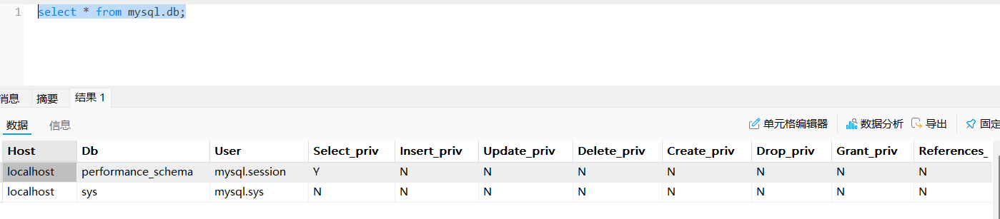 1 select * from mysql.db;
消息 摘要 结果 1
数据 信息 单元格编辑器 数据分析 导出 固定
Host Db User Select_priv Insert_priv Update_priv Delete_priv Create_priv Drop_priv Grant_priv References_
localhost performance_schema mysql.session Y N N N N N N N
localhost sys mysql.sys N N N N N N N N